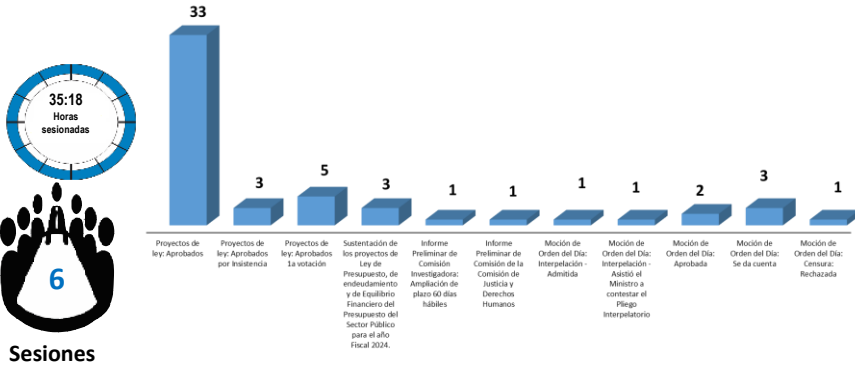 35:18
Horas
sesionadas
6
Sesiones
33
3
5
3
1
1
1
1
2
3
1
Proyectos de
ley: Aprobados
Proyectos de
ley: Aprobados
por Insistencia
Proyectos de
ley: Aprobados
1a votación
Sustentación de
los proyectos de
Ley de
Presupuesto, de
endeudamiento
y de Equilibrio
Financiero del
Presupuesto del
Sector Público
para el año
Fiscal 2024.
Informe
Preliminar de
Comisión
Investigadora:
Ampliación de
plazo 60 días
hábiles
Informe
Preliminar de
Comisión de la
Comisión de
Justicia y
Derechos
Humanos
Moción de
Orden del Día:
Interpelación -
Admitida
Moción de
Orden del Día:
Interpelación -
Asistió el
Ministro a
contestar el
Pliego
Interpelatorio
Moción de
Orden del Día:
Aprobada
Moción de
Orden del Día:
Se da cuenta
Moción de
Orden del Día:
Censura:
Rechazada